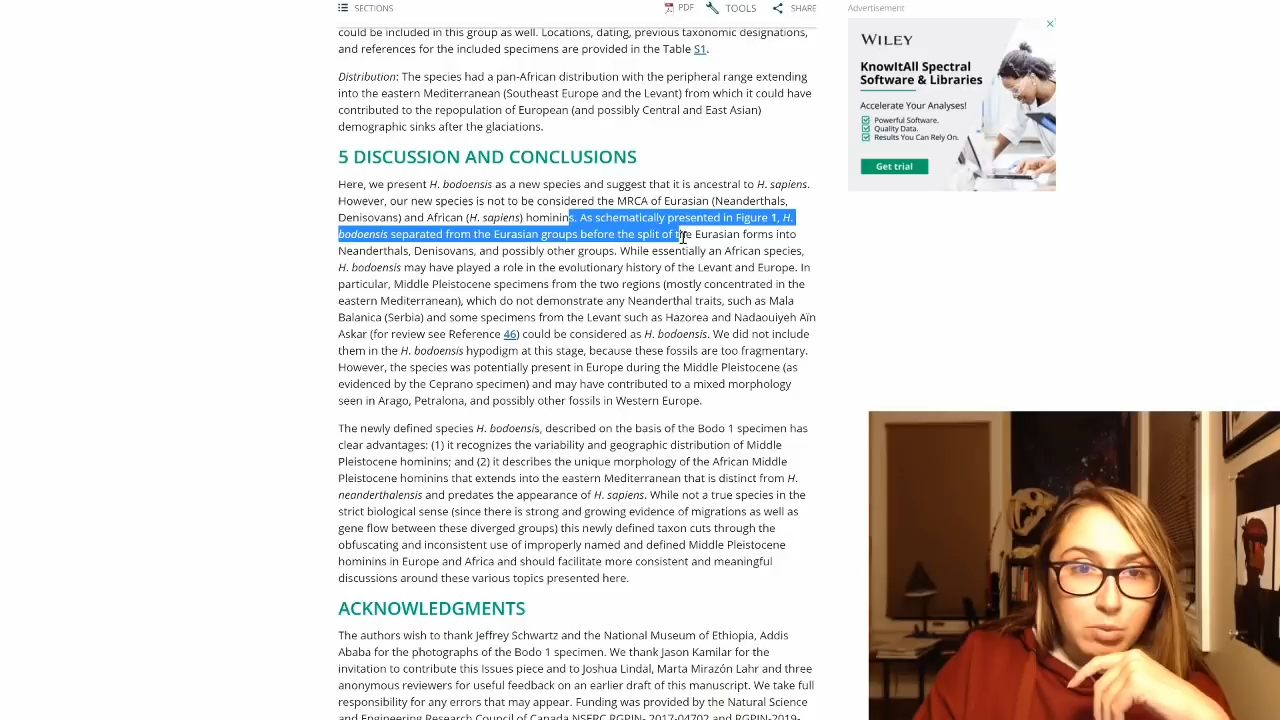 SECTIONS
PDF
TOOLS
SHARE
could be included in this group as well. Locations, dating, previous taxonomic designations,
and references for the included specimens are provided in the Table S1.
Distribution: The species had a pan-African distribution with the peripheral range extending
into the eastern Mediterranean (Southeast Europe and the Levant) from which it could have
contributed to the repopulation of European (and possibly Central and East Asian)
demographic sinks after the glaciations.
5 DISCUSSION AND CONCLUSIONS
Here, we present H. bodoensis as a new species and suggest that it is ancestral to H. sapiens.
However, our new species is not to be considered the MRCA of Eurasian (Neanderthals,
Denisovans) and African (H. sapiens) hominins. As schematically presented in Figure 1, H.
bodoensis separated from the Eurasian groups before the split of the Eurasian forms into
Neanderthals, Denisovans, and possibly other groups. While essentially an African species,
H. bodoensis may have played a role in the evolutionary history of the Levant and Europe. In
particular, Middle Pleistocene specimens from the two regions (mostly concentrated in the
eastern Mediterranean), which do not demonstrate any Neanderthal traits, such as Mala
Balanica (Serbia) and some specimens from the Levant such as Hazorea and Nadaouiyeh Aïn
Askar (for review see Reference 46) could be considered as H. bodoensis. We did not include
them in the H. bodoensis hypodigm at this stage, because these fossils are too fragmentary.
However, the species was potentially present in Europe during the Middle Pleistocene (as
evidenced by the Ceprano specimen) and may have contributed to a mixed morphology
seen in Arago, Petralona, and possibly other fossils in Western Europe.
The newly defined species H. bodoensis, described on the basis of the Bodo 1 specimen has
clear advantages: (1) it recognizes the variability and geographic distribution of Middle
Pleistocene hominins; and (2) it describes the unique morphology of the African Middle
Pleistocene hominins that extends into the eastern Mediterranean that is distinct from H.
neanderthalensis and predates the appearance of H. sapiens. While not a true species in the
strict biological sense (since there is strong and growing evidence of migrations as well as
gene flow between these diverged groups) this newly defined taxon cuts through the
obfuscating and inconsistent use of improperly named and defined Middle Pleistocene
hominins in Europe and Africa and should facilitate more consistent and meaningful
discussions around these various topics presented here.
ACKNOWLEDGMENTS
The authors wish to thank Jeffrey Schwartz and the National Museum of Ethiopia, Addis
Ababa for the photographs of the Bodo 1 specimen. We thank Jason Kamilar for the
invitation to contribute this Issues piece and to Joshua Lindal, Marta Mirazón Lahr and three
anonymous reviewers for useful feedback on an earlier draft of this manuscript. We take full
responsibility for any errors that may appear. Funding was provided by the Natural Science
and Engineering Research Council of Canada NSERC RGPIN- 2017-04702 and RGPIN-2019-
Advertisement
WILEY
KnowItAll Spectral
Software & Libraries
Accelerate Your Analyses!
Powerful Software.
Quality Data.
Results You Can Rely On.
Get trial